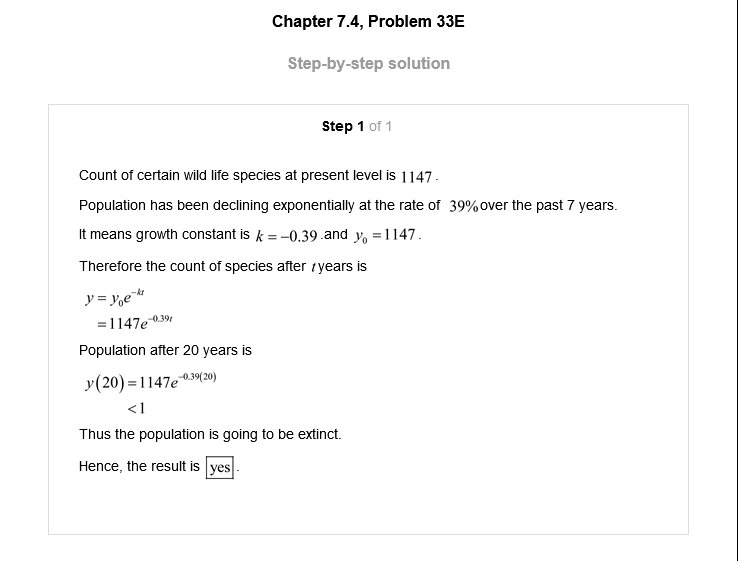 Chapter 7.4, Problem 33E
Step-by-step solution
Step 1 of 1
Count of certain wild life species at present level is 1147.
Population has been declining exponentially at the rate of 39% over the past 7 years.
It means growth constant is k = −0.39 .and y₀ = 1147.
Therefore the count of species after t years is
y = y₀e^(−kt)
= 1147e^(−0.39t)
Population after 20 years is
y(20) = 1147e^(−0.39(20))
< 1
Thus the population is going to be extinct.
Hence, the result is yes.